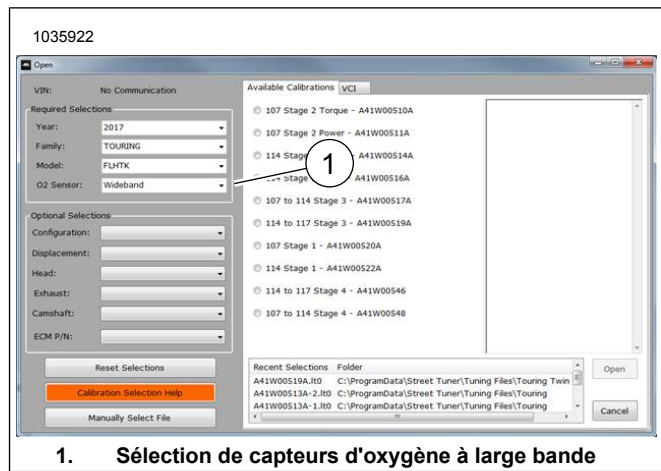 1035922
Open
VIN: No Communication
Required Selections
Year: 2017
Family: TOURING
Model: FLHTK
O2 Sensor: Wideband
Optional Selections
Configuration:
Displacement:
Head:
Exhaust:
Camshaft:
ECM P/N:
Reset Selections
Calibration Selection Help
Manually Select File
Available Calibrations VCI
107 Stage 2 Torque - A41W00510A
107 Stage 2 Power - A41W00511A
114 Stage - A41W00514A
114 Stage A41W00516A
107 to 114 Stage 3 - A41W00517A
114 to 117 Stage 3 - A41W00519A
107 Stage 1 - A41W00520A
114 Stage 1 - A41W00522A
114 to 117 Stage 4 - A41W00546
107 to 114 Stage 4 - A41W00548
1
Recent Selections Folder
A41W00519A.lt0 C:\ProgramData\Street Tuner\Tuning Files\Touring Twin
A41W00513A-2.lt0 C:\ProgramData\Street Tuner\Tuning Files\Touring
A41W00513A-1.lt0 C:\ProgramData\Street Tuner\Tuning Files\Touring
Open
Cancel
1. Sélection de capteurs d'oxygène à large bande